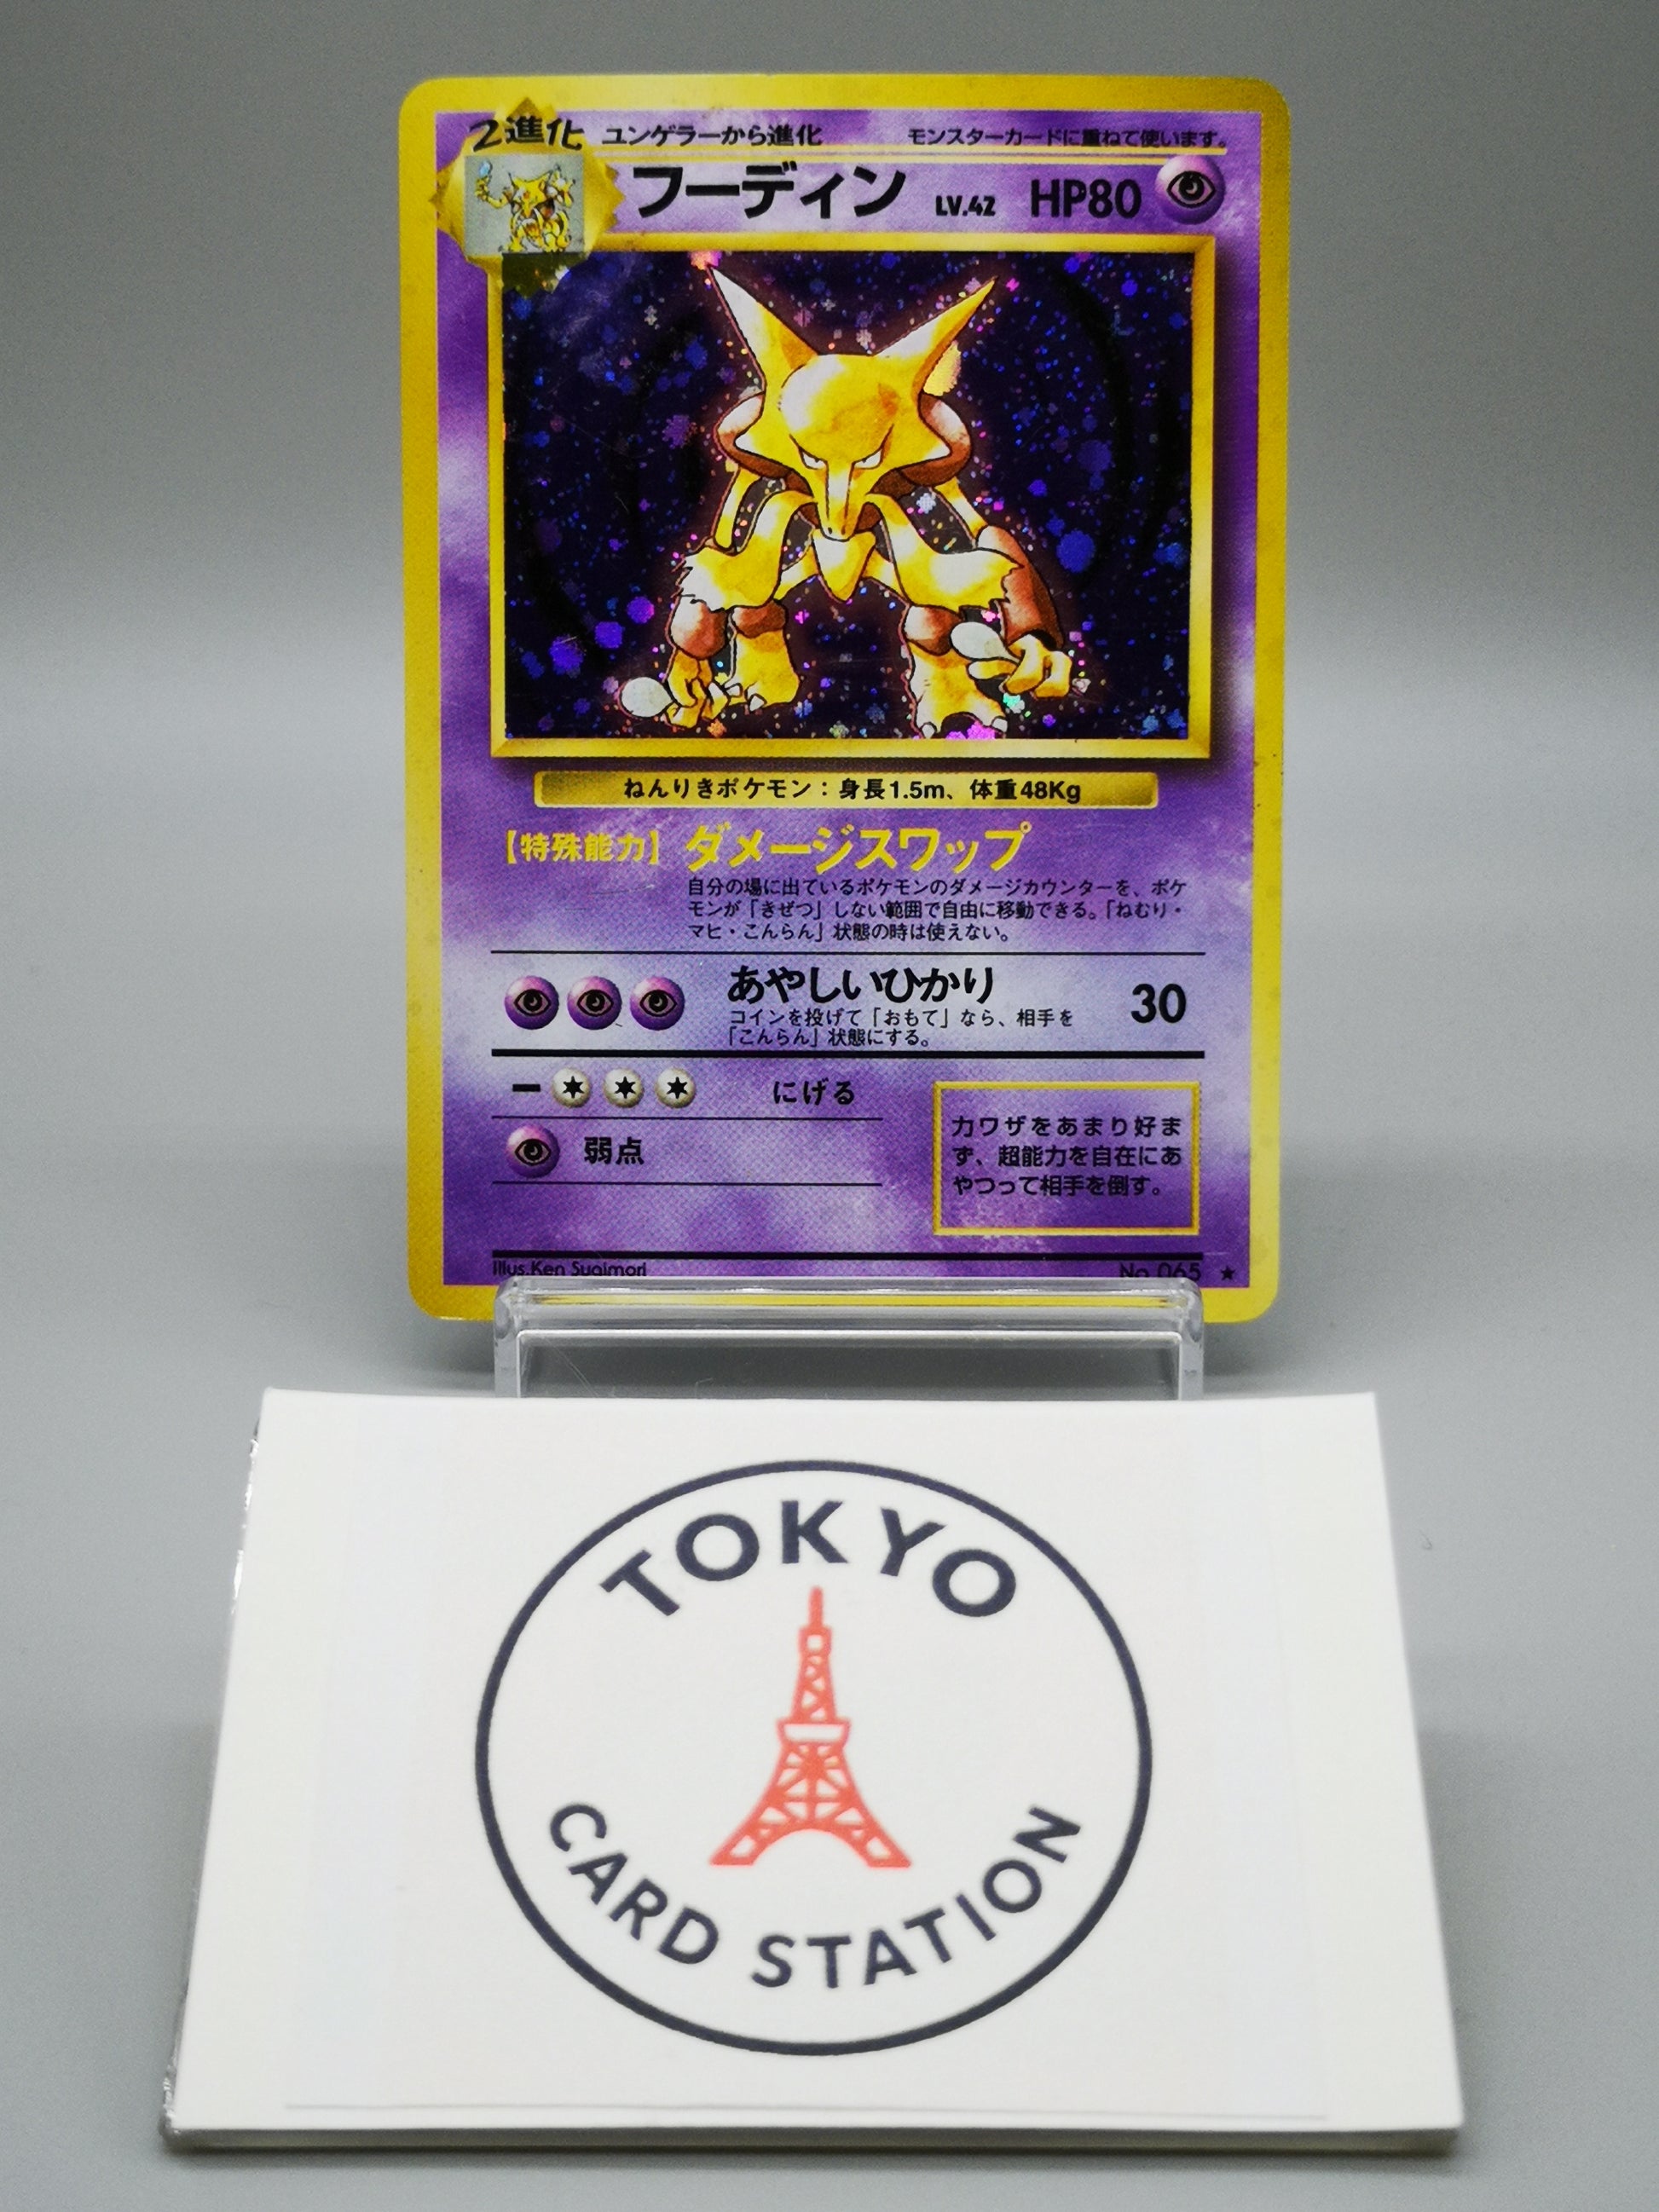 2進化 ユンゲラーから進化 モンスターカードに重ねて使います。
フーディン LV.42 HP80
ねんりきポケモン：身長1.5m、体重48Kg
【特殊能力】ダメージスワップ
自分の場に出ているポケモンのダメージカウンターを、ポケ
モンが「きぜつ」しない範囲で自由に移動できる。「ねむり・
マヒ・こんらん」状態の時は使えない。
あやしいひかり 30
コインを投げて「おもて」なら、相手を
「こんらん」状態にする。
ー にげる
弱点
力ワザをあまり好ま
ず、超能力を自在にあ
やつって相手を倒す。
Illus.Ken Sugimori No.065 ★
TOKYO
CARD STATION